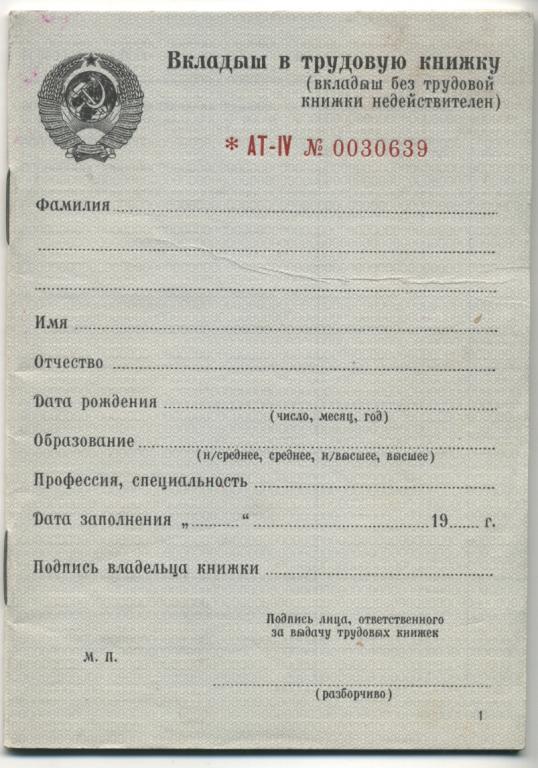 Вкладыш в трудовую книжку
(вкладыш без трудовой
книжки недействителен)
* АТ-IV № 0030639
Фамилия
Имя
Отчество
Дата рождения
(число, месяц, год)
Образование
(н/среднее, среднее, н/высшее, высшее)
Профессия, специальность
Дата заполнения „ “ 19 г.
Подпись владельца книжки
Подпись лица, ответственного
за выдачу трудовых книжек
М. П.
(разборчиво)
1